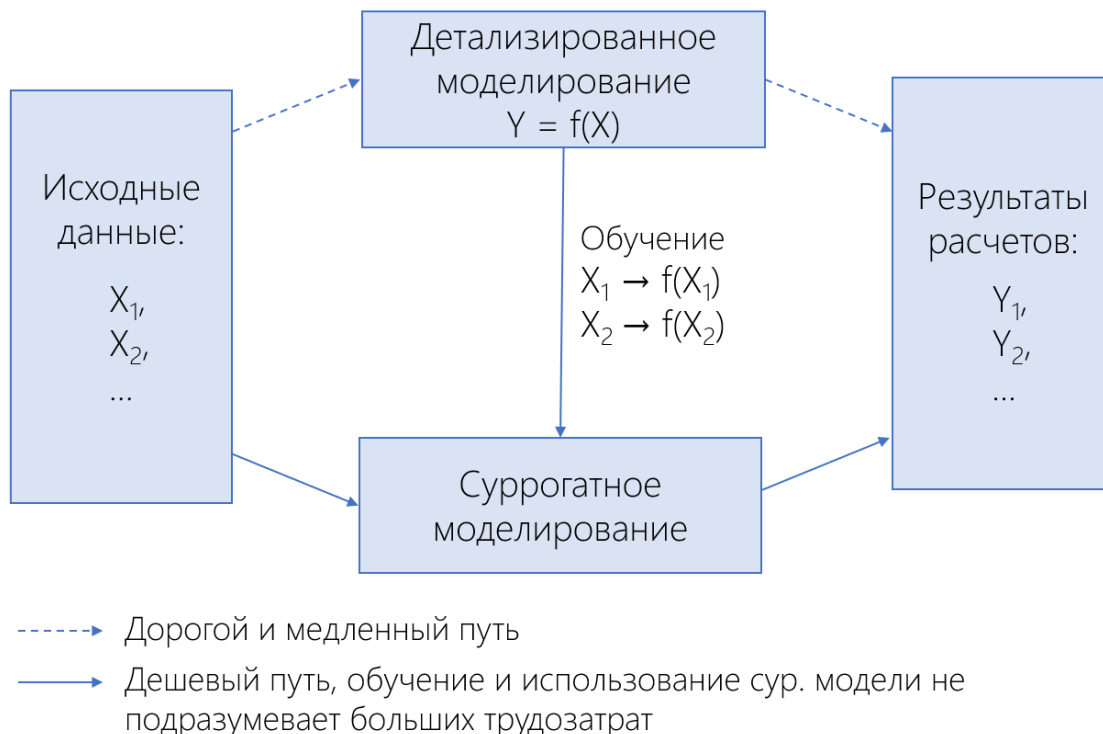 Детализированное
моделирование
Y = f(X)
Исходные
данные:
X₁,
X₂,
...
Обучение
X₁ → f(X₁)
X₂ → f(X₂)
Результаты
расчетов:
Y₁,
Y₂,
...
Суррогатное
моделирование
Дорогой и медленный путь
Дешевый путь, обучение и использование сур. модели не
подразумевает больших трудозатрат